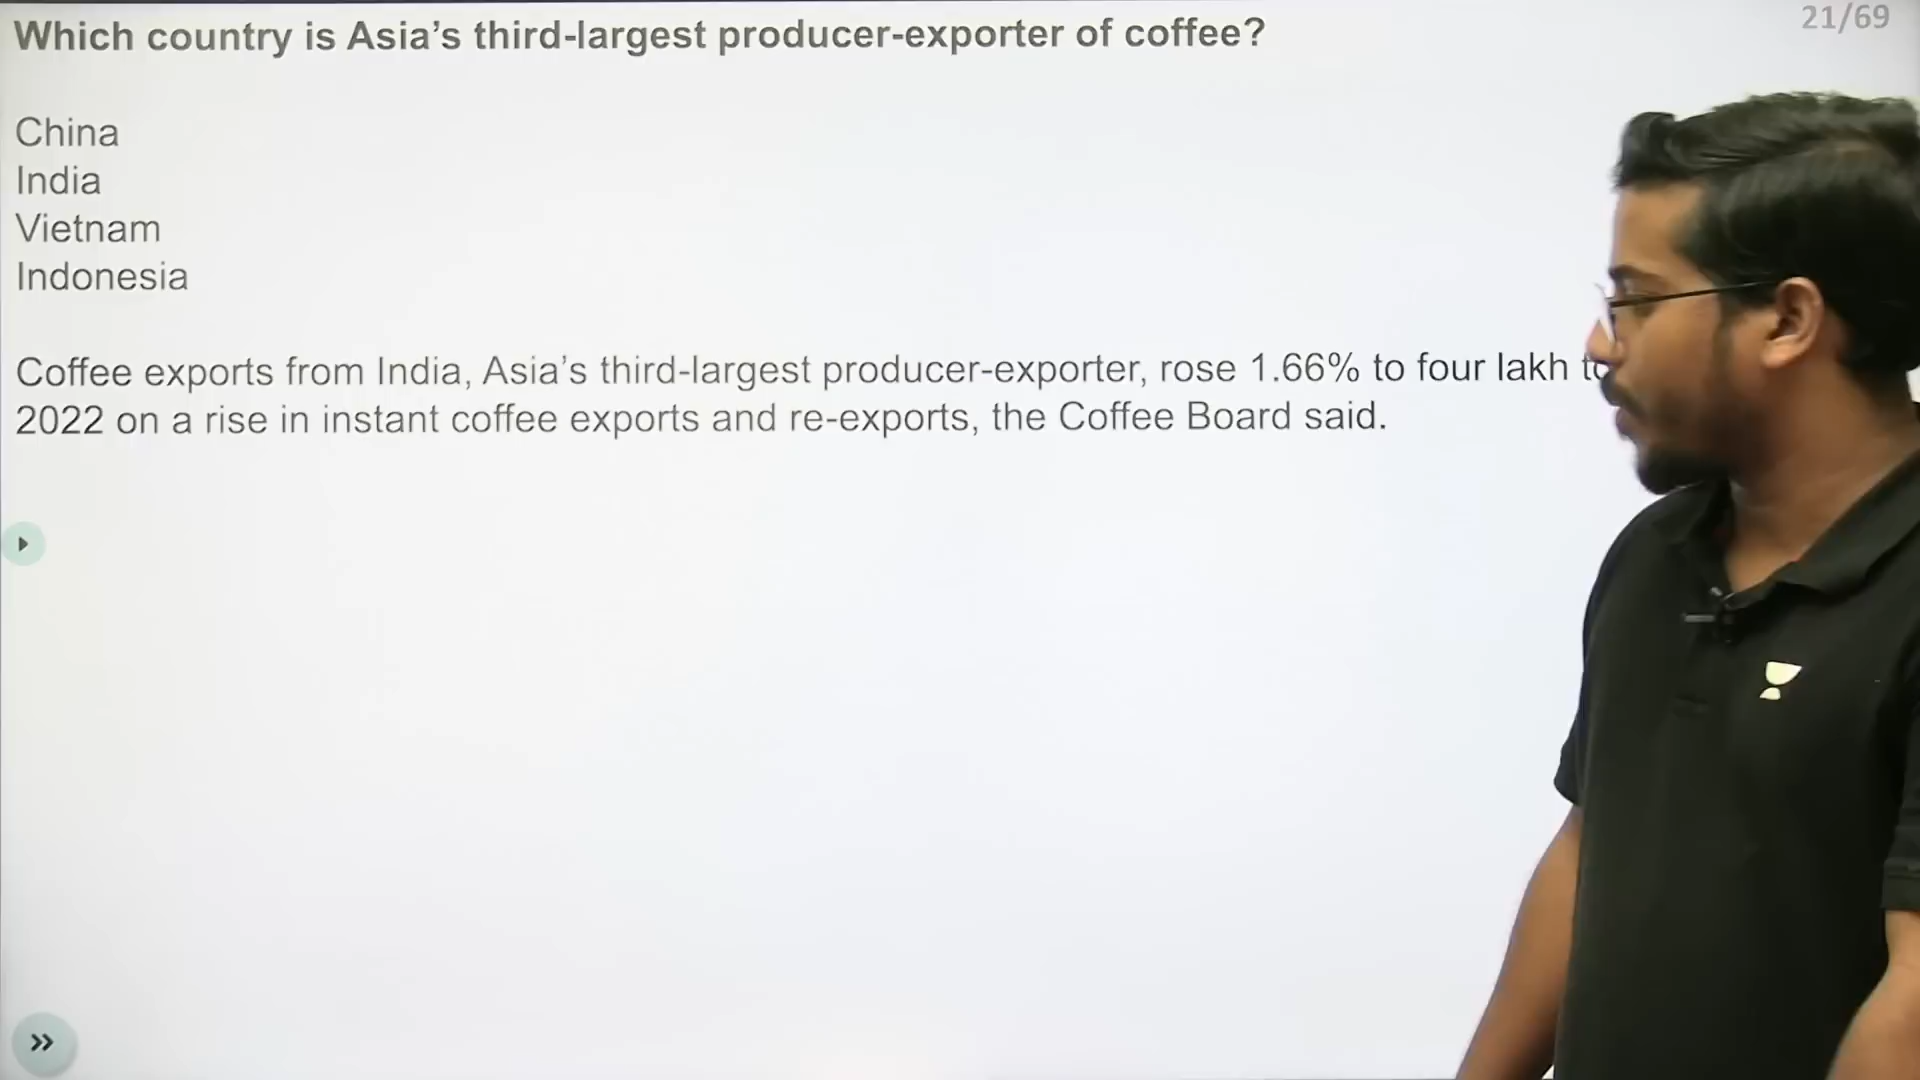 Which country is Asia’s third-largest producer-exporter of coffee?
21/69
China
India
Vietnam
Indonesia
Coffee exports from India, Asia’s third-largest producer-exporter, rose 1.66% to four lakh
2022 on a rise in instant coffee exports and re-exports, the Coffee Board said.